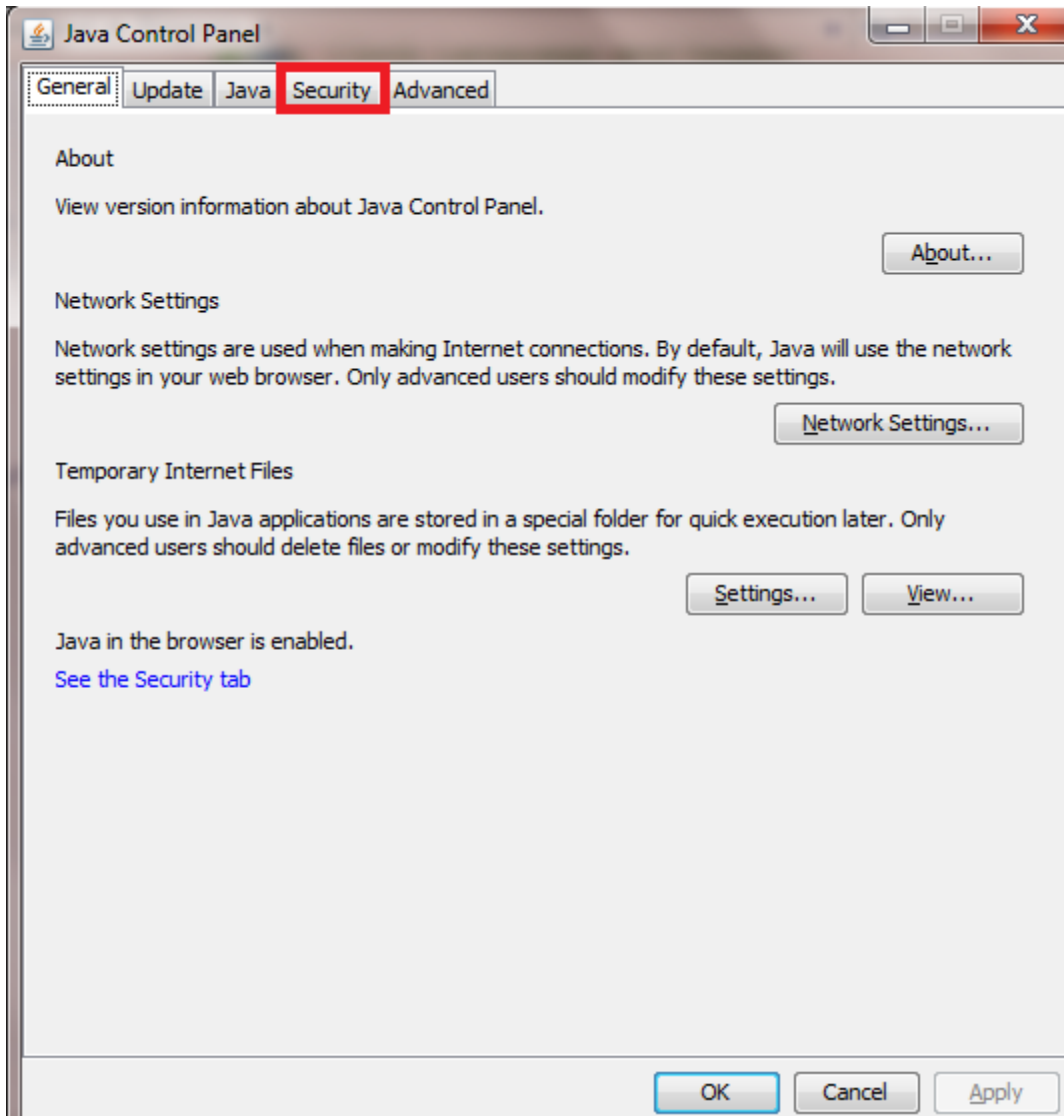 Java Control Panel
General Update Java Security Advanced
About
View version information about Java Control Panel.
About...
Network Settings
Network settings are used when making Internet connections. By default, Java will use the network
settings in your web browser. Only advanced users should modify these settings.
Network Settings...
Temporary Internet Files
Files you use in Java applications are stored in a special folder for quick execution later. Only
advanced users should delete files or modify these settings.
Settings... View...
Java in the browser is enabled.
See the Security tab
OK Cancel Apply